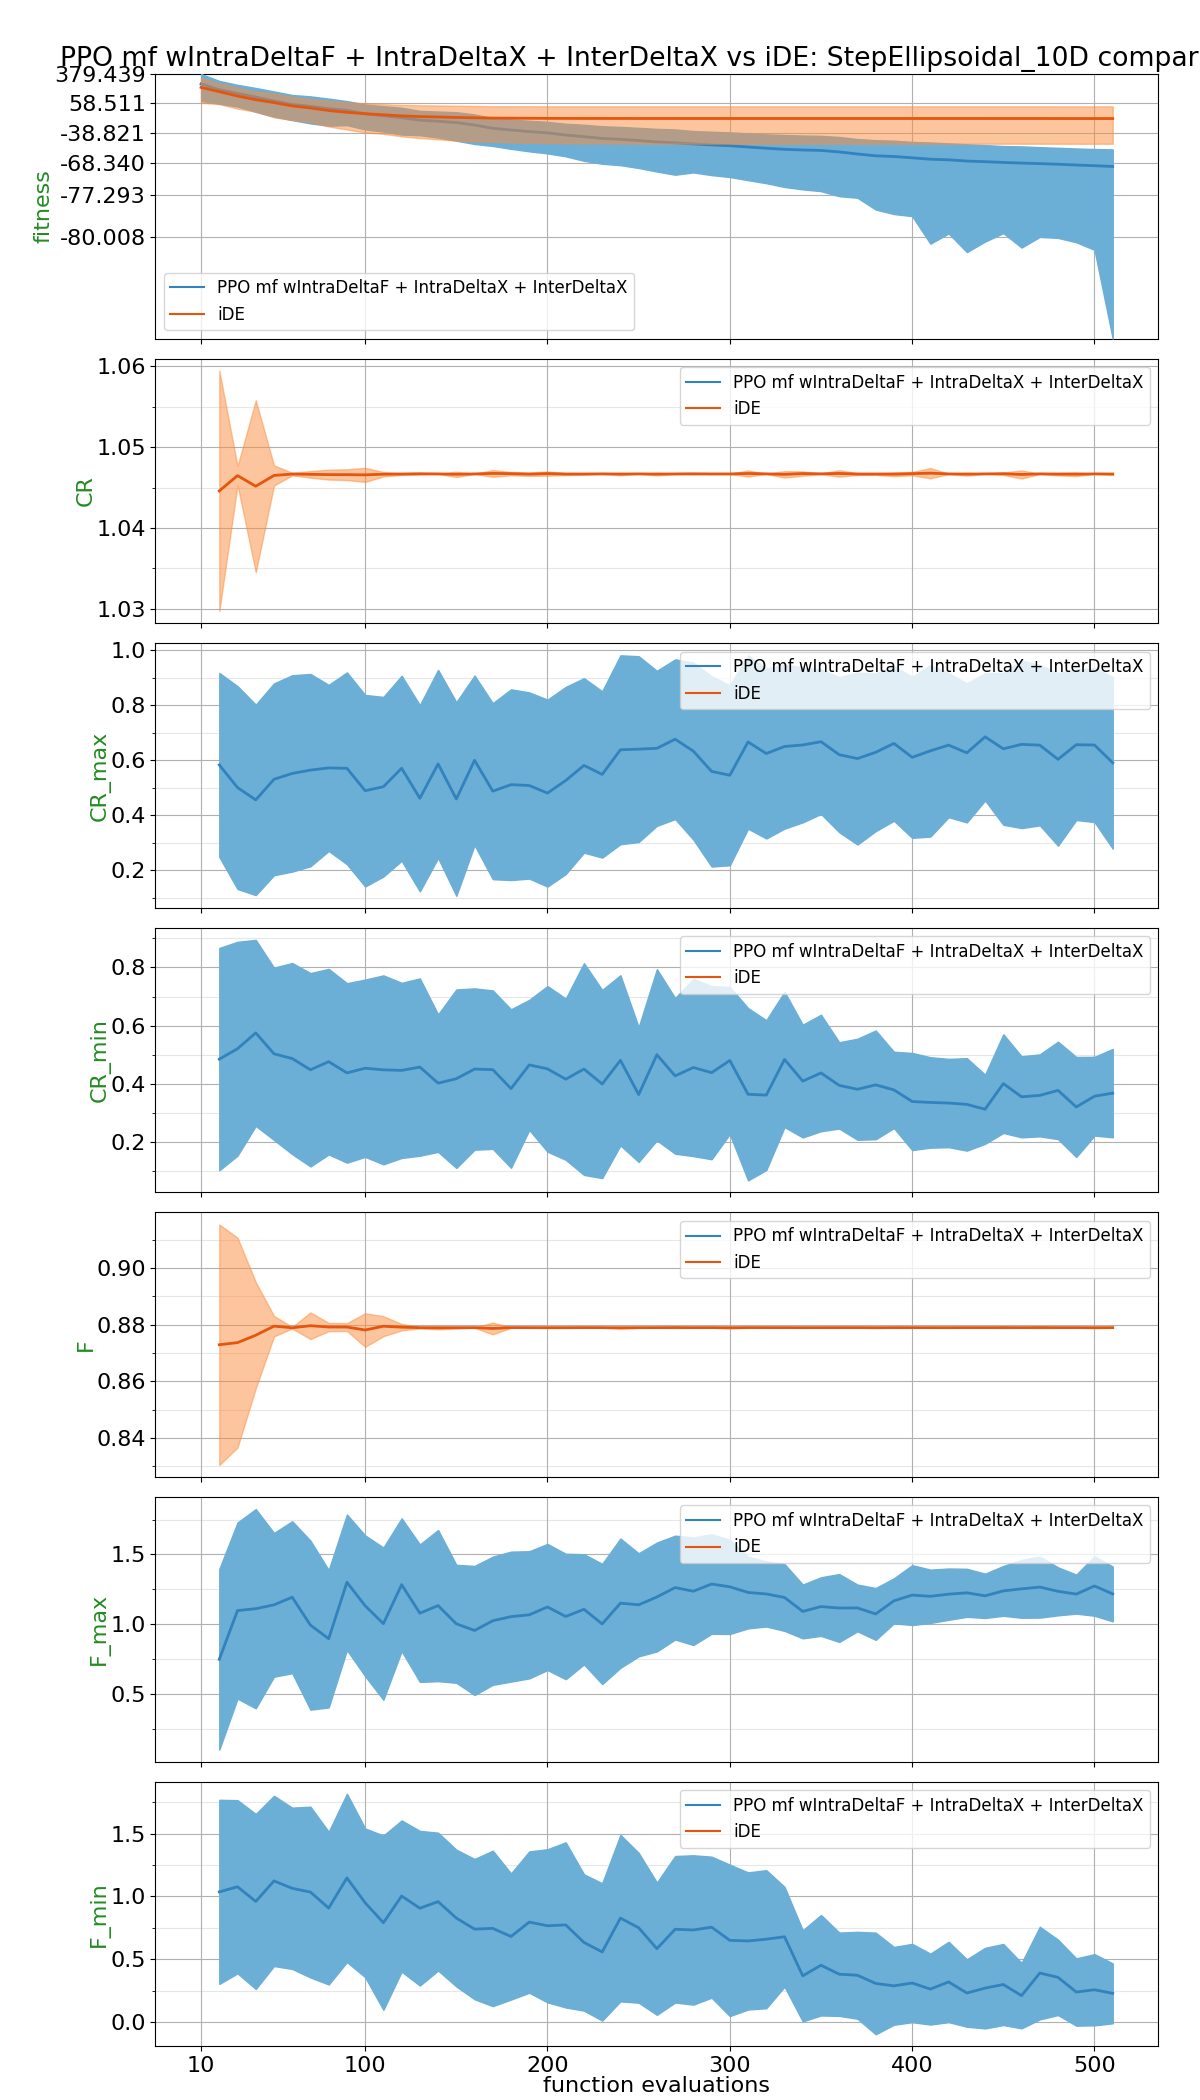 PPO mf wIntraDeltaF + IntraDeltaX + InterDeltaX vs iDE: StepEllipsoidal_10D compar
379.439
58.511
-38.821
-68.340
-77.293
-80.008
fitness
PPO mf wIntraDeltaF + IntraDeltaX + InterDeltaX
iDE
1.06
1.05
1.04
1.03
CR
PPO mf wIntraDeltaF + IntraDeltaX + InterDeltaX
iDE
1.0
0.8
0.6
0.4
0.2
CR_max
PPO mf wIntraDeltaF + IntraDeltaX + InterDeltaX
iDE
0.8
0.6
0.4
0.2
CR_min
PPO mf wIntraDeltaF + IntraDeltaX + InterDeltaX
iDE
0.90
0.88
0.86
0.84
F
PPO mf wIntraDeltaF + IntraDeltaX + InterDeltaX
iDE
1.5
1.0
0.5
F_max
PPO mf wIntraDeltaF + IntraDeltaX + InterDeltaX
iDE
1.5
1.0
0.5
0.0
F_min
PPO mf wIntraDeltaF + IntraDeltaX + InterDeltaX
iDE
10 100 200 300 400 500
function evaluations